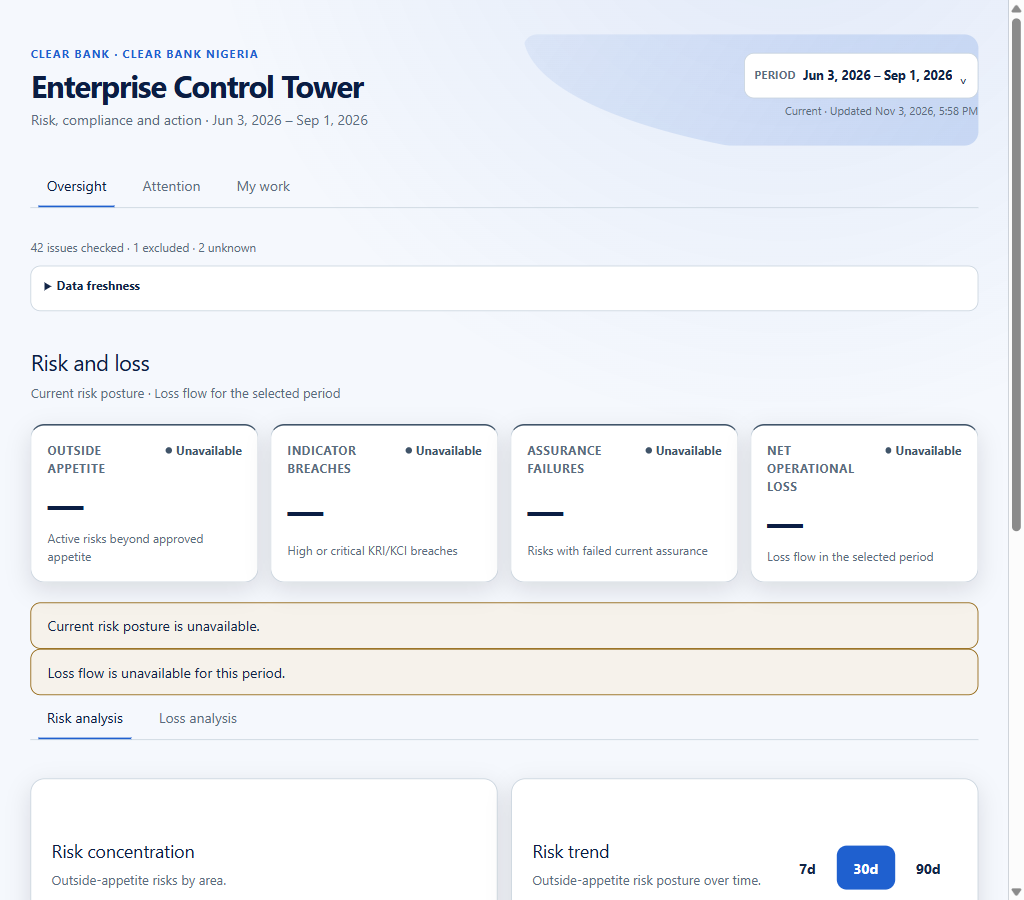 CLEAR BANK · CLEAR BANK NIGERIA
Enterprise Control Tower
Risk, compliance and action · Jun 3, 2026 – Sep 1, 2026
PERIOD Jun 3, 2026 – Sep 1, 2026
Current · Updated Nov 3, 2026, 5:58 PM
Oversight Attention My work
42 issues checked · 1 excluded · 2 unknown
Data freshness
Risk and loss
Current risk posture · Loss flow for the selected period
OUTSIDE
APPETITE
Unavailable
—
Active risks beyond approved
appetite
INDICATOR
BREACHES
Unavailable
—
High or critical KRI/KCI breaches
ASSURANCE
FAILURES
Unavailable
—
Risks with failed current assurance
NET
OPERATIONAL
LOSS
Unavailable
—
Loss flow in the selected period
Current risk posture is unavailable.
Loss flow is unavailable for this period.
Risk analysis Loss analysis
Risk concentration
Outside-appetite risks by area.
Risk trend
Outside-appetite risk posture over time.
7d 30d 90d